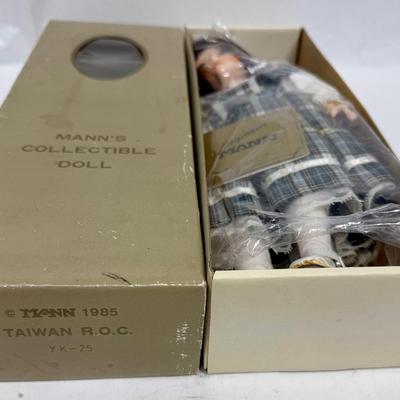 MANN'S
COLLECTIBLE
DOLL
© MANN 1985
TAIWAN R.O.C.
YK-25
MANN